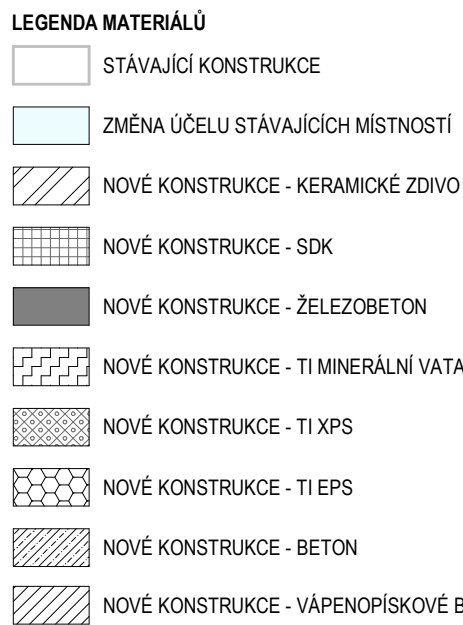 LEGENDA MATERIÁLŮ
STÁVAJÍCÍ KONSTRUKCE
ZMĚNA ÚČELU STÁVAJÍCÍCH MÍSTNOSTÍ
NOVÉ KONSTRUKCE - KERAMICKÉ ZDIVO
NOVÉ KONSTRUKCE - SDK
NOVÉ KONSTRUKCE - ŽELEZOBETON
NOVÉ KONSTRUKCE - TI MINERÁLNÍ VATA
NOVÉ KONSTRUKCE - TI XPS
NOVÉ KONSTRUKCE - TI EPS
NOVÉ KONSTRUKCE - BETON
NOVÉ KONSTRUKCE - VÁPENOPÍSKOVÉ